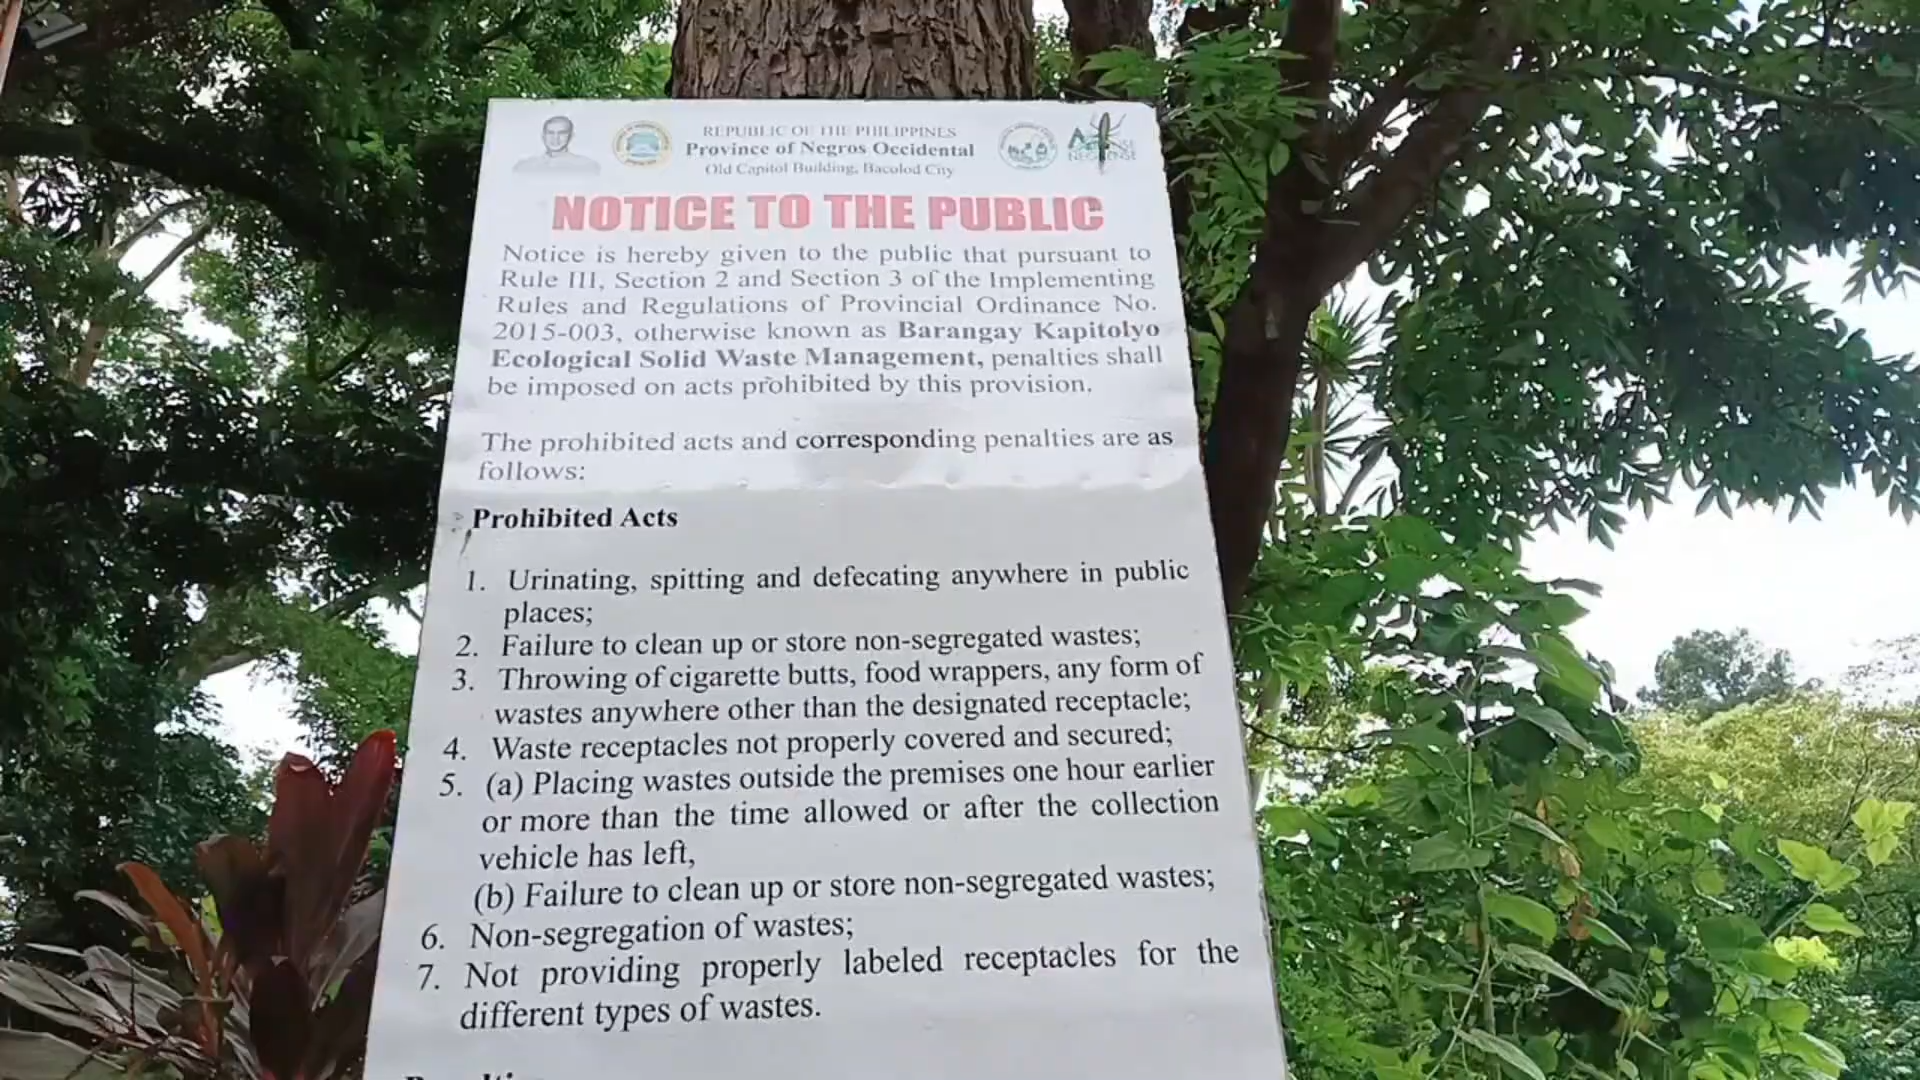 REPUBLIC OF THE PHILIPPINES
Province of Negros Occidental
Old Capitol Building, Bacolod City
NOTICE TO THE PUBLIC
Notice is hereby given to the public that pursuant to
Rule III, Section 2 and Section 3 of the Implementing
Rules and Regulations of Provincial Ordinance No.
2015-003, otherwise known as Barangay Kapitolyo
Ecological Solid Waste Management, penalties shall
be imposed on acts prohibited by this provision.
The prohibited acts and corresponding penalties are as
follows:
Prohibited Acts
1. Urinating, spitting and defecating anywhere in public
places;
2. Failure to clean up or store non-segregated wastes;
3. Throwing of cigarette butts, food wrappers, any form of
wastes anywhere other than the designated receptacle;
4. Waste receptacles not properly covered and secured;
5. (a) Placing wastes outside the premises one hour earlier
or more than the time allowed or after the collection
vehicle has left,
(b) Failure to clean up or store non-segregated wastes;
6. Non-segregation of wastes;
7. Not providing properly labeled receptacles for the
different types of wastes.